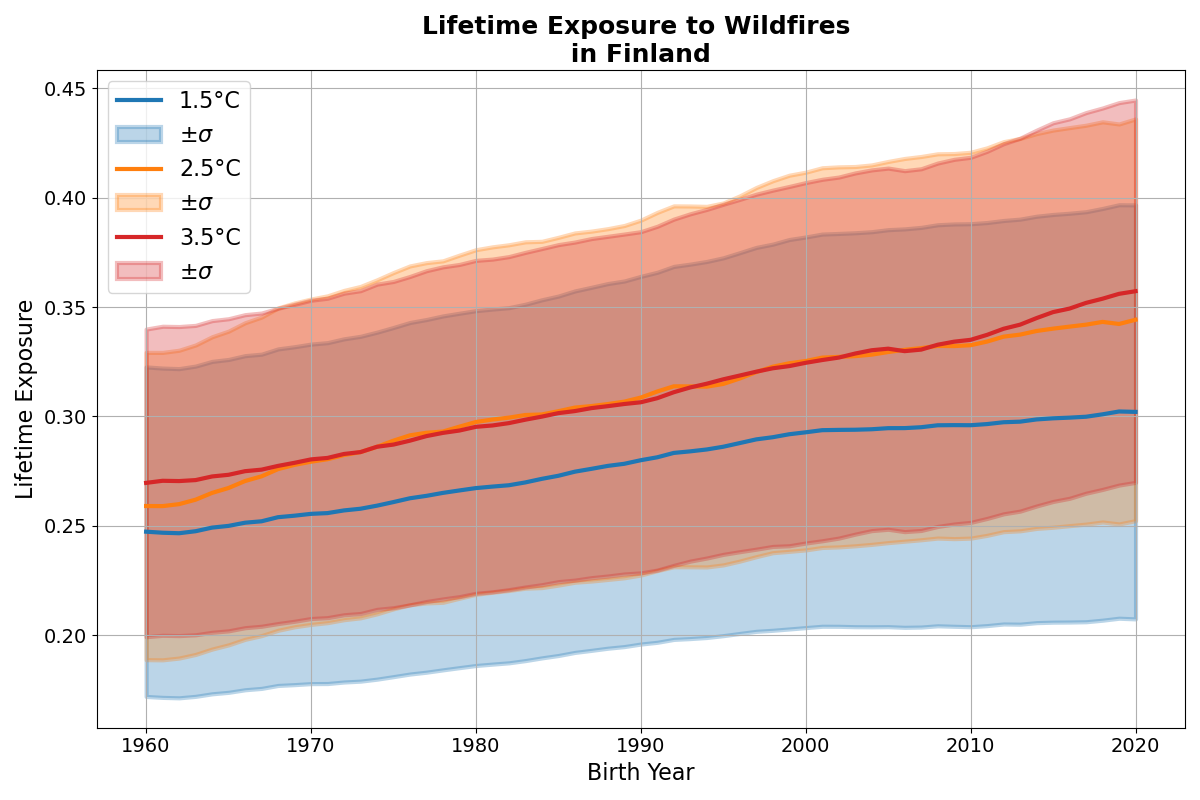 Lifetime Exposure to Wildfires
in Finland
1.5°C
±σ
2.5°C
±σ
3.5°C
±σ
Lifetime Exposure
0.45
0.40
0.35
0.30
0.25
0.20
1960 1970 1980 1990 2000 2010 2020
Birth Year